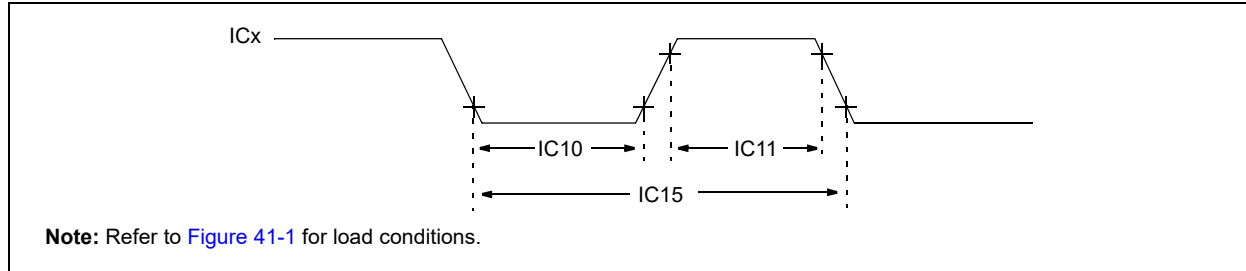 ICx
IC10
IC11
IC15
Note: Refer to Figure 41-1 for load conditions.